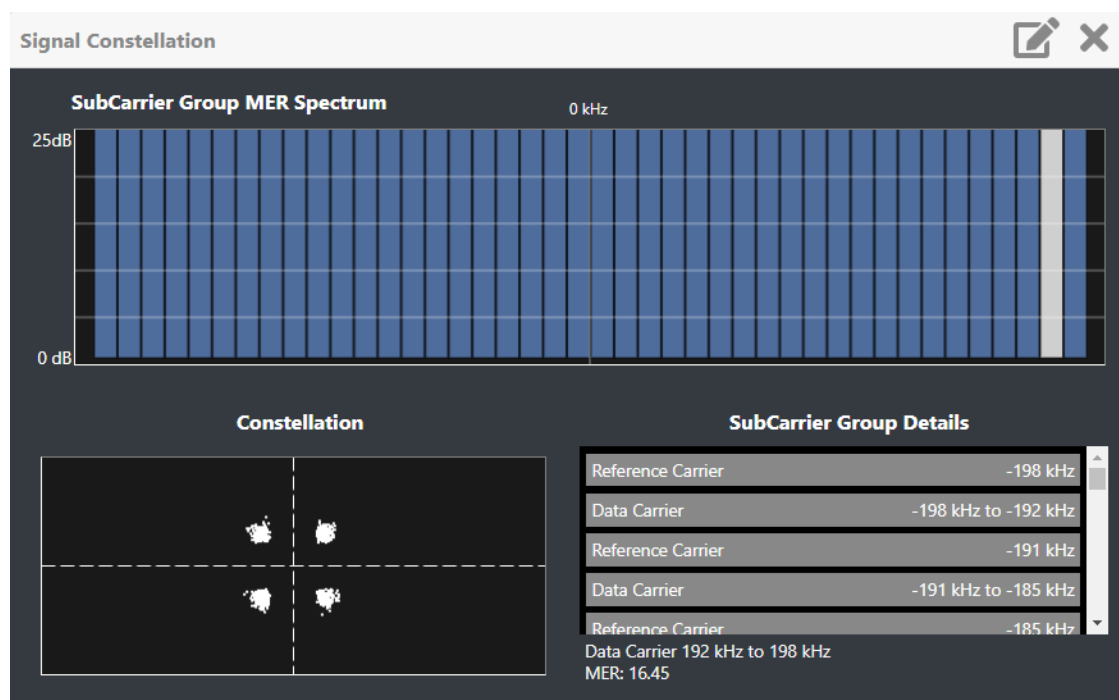 Signal Constellation
SubCarrier Group MER Spectrum
0 kHz
25dB
0 dB
Constellation
SubCarrier Group Details
Reference Carrier -198 kHz
Data Carrier -198 kHz to -192 kHz
Reference Carrier -191 kHz
Data Carrier -191 kHz to -185 kHz
Reference Carrier -185 kHz
Data Carrier 192 kHz to 198 kHz
MER: 16.45